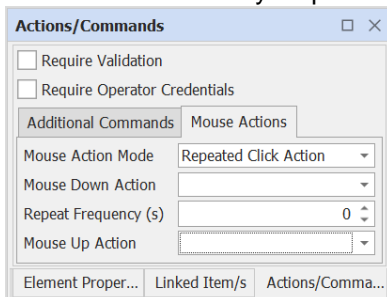 Actions/Commands
Require Validation
Require Operator Credentials
Additional Commands Mouse Actions
Mouse Action Mode Repeated Click Action
Mouse Down Action
Repeat Frequency (s) 0
Mouse Up Action
Element Proper... Linked Item/s Actions/Comma...